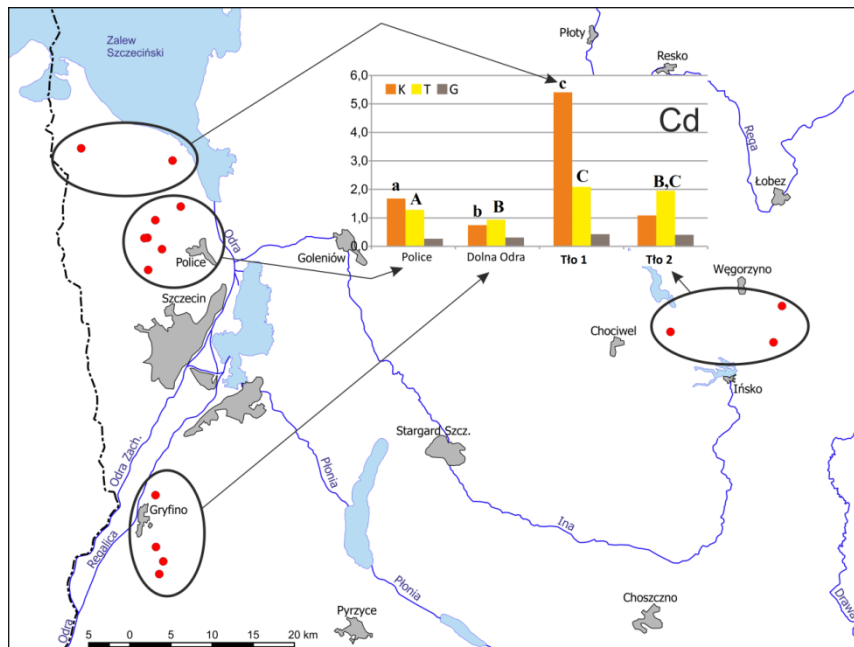 Zalew
Szczeciński
Płoty
Resko
Rega
Łobez
6,0
5,0
4,0
3,0
2,0
1,0
0,0
K T G
Cd
a
A
b
B
c
C
B,C
Police
Dolna Odra
Tło 1
Tło 2
Odra
Police
Goleniów
Węgorzyno
Szczecin
Chociwel
Ińsko
Stargard Szcz.
Odra Zach.
Płonia
Gryfino
Regalica
Ina
Płonia
Drawa
Choszczno
Pyrzyce
Odra
5 0 5 10 20 km